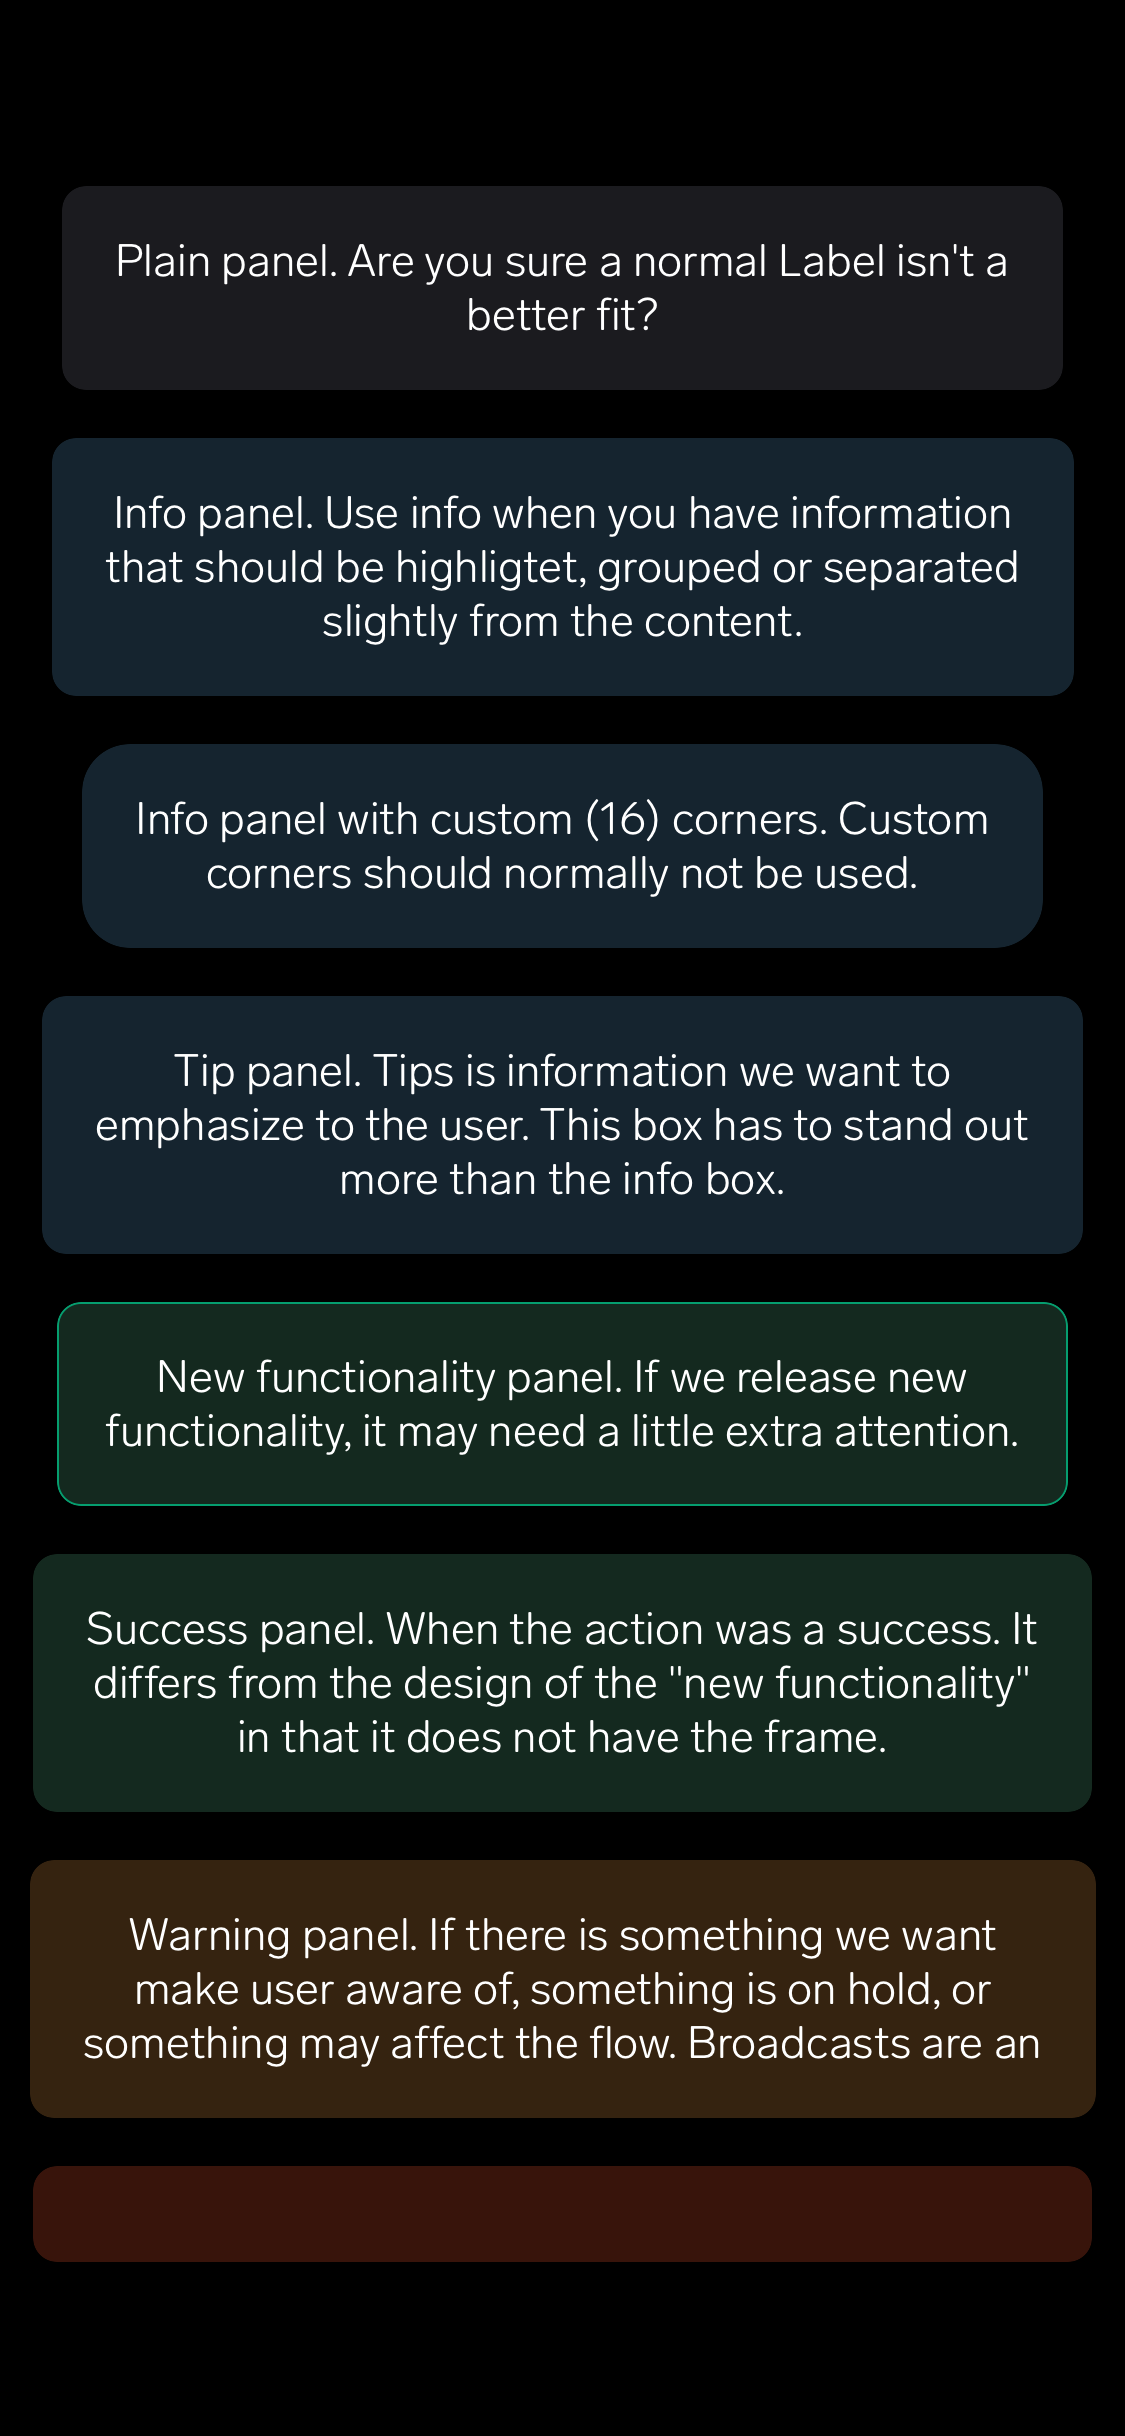 Plain panel. Are you sure a normal Label isn't a
better fit?
Info panel. Use info when you have information
that should be highligtet, grouped or separated
slightly from the content.
Info panel with custom (16) corners. Custom
corners should normally not be used.
Tip panel. Tips is information we want to
emphasize to the user. This box has to stand out
more than the info box.
New functionality panel. If we release new
functionality, it may need a little extra attention.
Success panel. When the action was a success. It
differs from the design of the "new functionality"
in that it does not have the frame.
Warning panel. If there is something we want
make user aware of, something is on hold, or
something may affect the flow. Broadcasts are an